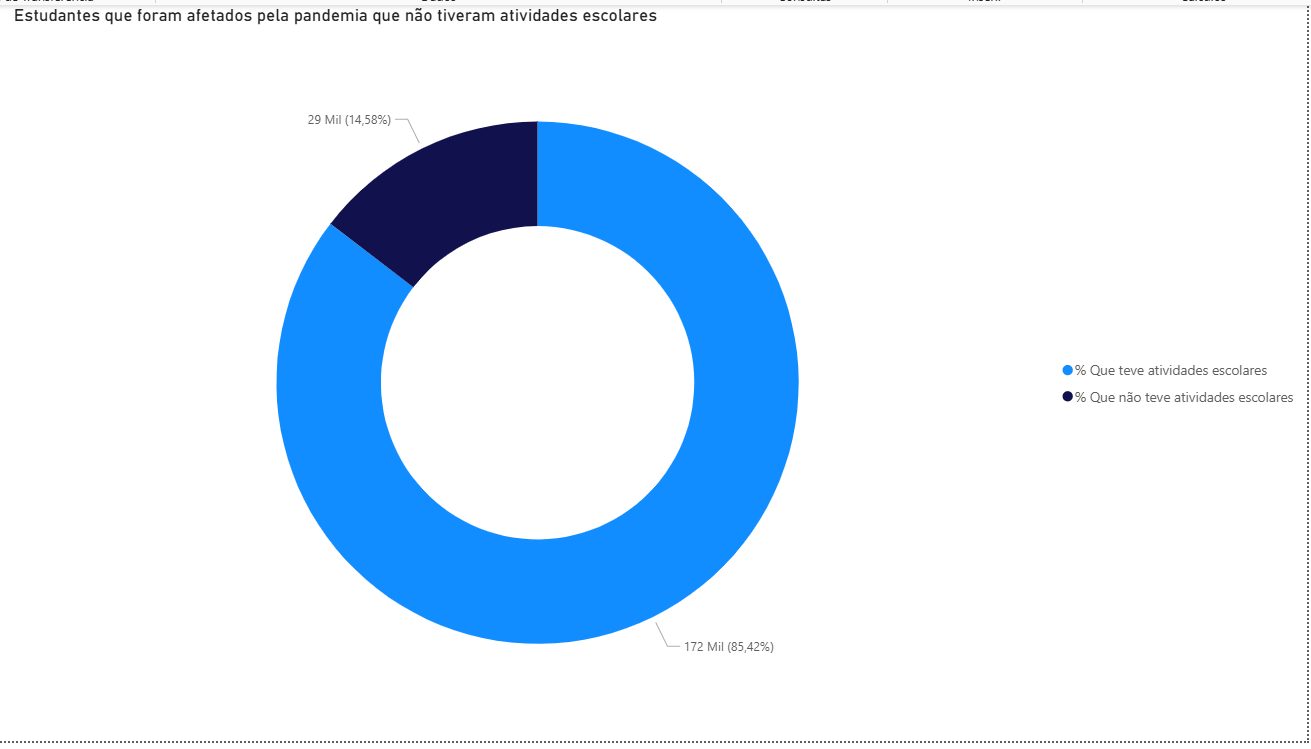 Estudantes que foram afetados pela pandemia que não tiveram atividades escolares
29 Mil (14,58%)
% Que teve atividades escolares
% Que não teve atividades escolares
172 Mil (85,42%)